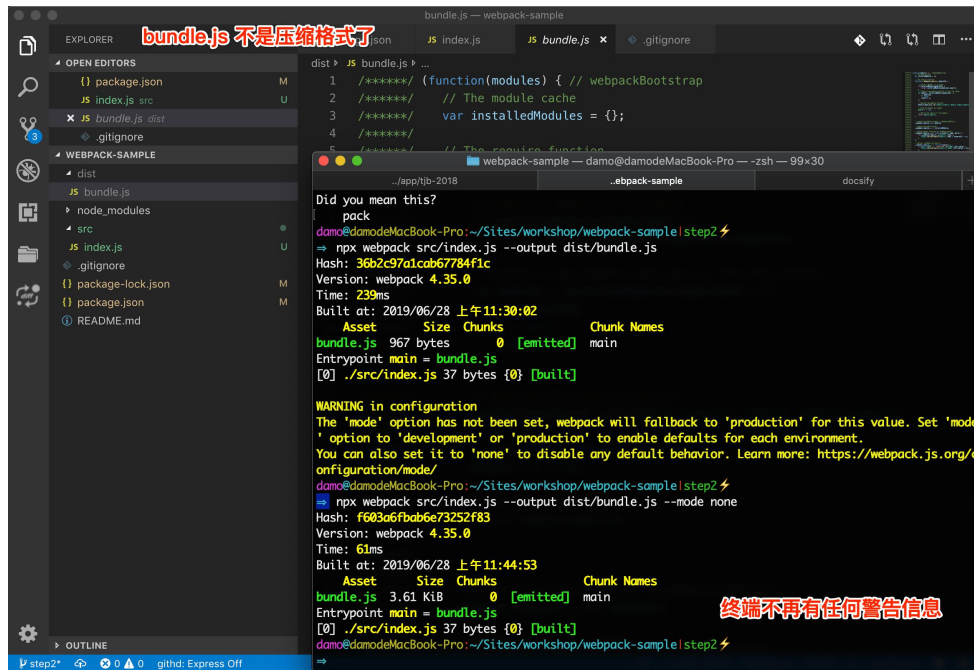 bundle.js — webpack-sample
bundle.js 不是压缩格式了
EXPLORER
json
JS index.js
JS bundle.js ×
.gitignore
OPEN EDITORS
{} package.json M
JS index.js src U
× JS bundle.js dist
.gitignore
WEBPACK-SAMPLE
dist
JS bundle.js
node_modules
src
JS index.js U
.gitignore
{} package-lock.json M
{} package.json M
README.md
OUTLINE
3
dist ▸ JS bundle.js ▸ ...
1 /******/ (function(modules) { // webpackBootstrap
2 /******/ // The module cache
3 /******/ var installedModules = {};
4 /******/
5 /******/ // The require function
webpack-sample — damo@damodeMacBook-Pro — -zsh — 99×30
../app/tjb-2018
..ebpack-sample
docsify
Did you mean this?
pack
damo@damodeMacBook-Pro:~/Sites/workshop/webpack-sample|step2⚡
⇒ npx webpack src/index.js --output dist/bundle.js
Hash: 36b2c97a1cab67784f1c
Version: webpack 4.35.0
Time: 239ms
Built at: 2019/06/28 上午11:30:02
Asset Size Chunks Chunk Names
bundle.js 967 bytes 0 [emitted] main
Entrypoint main = bundle.js
[0] ./src/index.js 37 bytes {0} [built]
WARNING in configuration
The 'mode' option has not been set, webpack will fallback to 'production' for this value. Set 'mode
' option to 'development' or 'production' to enable defaults for each environment.
You can also set it to 'none' to disable any default behavior. Learn more: https://webpack.js.org/c
onfiguration/mode/
damo@damodeMacBook-Pro:~/Sites/workshop/webpack-sample|step2⚡
⇒ npx webpack src/index.js --output dist/bundle.js --mode none
Hash: f603a6fbab6e73252f83
Version: webpack 4.35.0
Time: 61ms
Built at: 2019/06/28 上午11:44:53
Asset Size Chunks Chunk Names
bundle.js 3.61 KiB 0 [emitted] main
终端不再有任何警告信息
Entrypoint main = bundle.js
[0] ./src/index.js 37 bytes {0} [built]
damo@damodeMacBook-Pro:~/Sites/workshop/webpack-sample|step2⚡
⇒
step2* 0 0 githd: Express Off